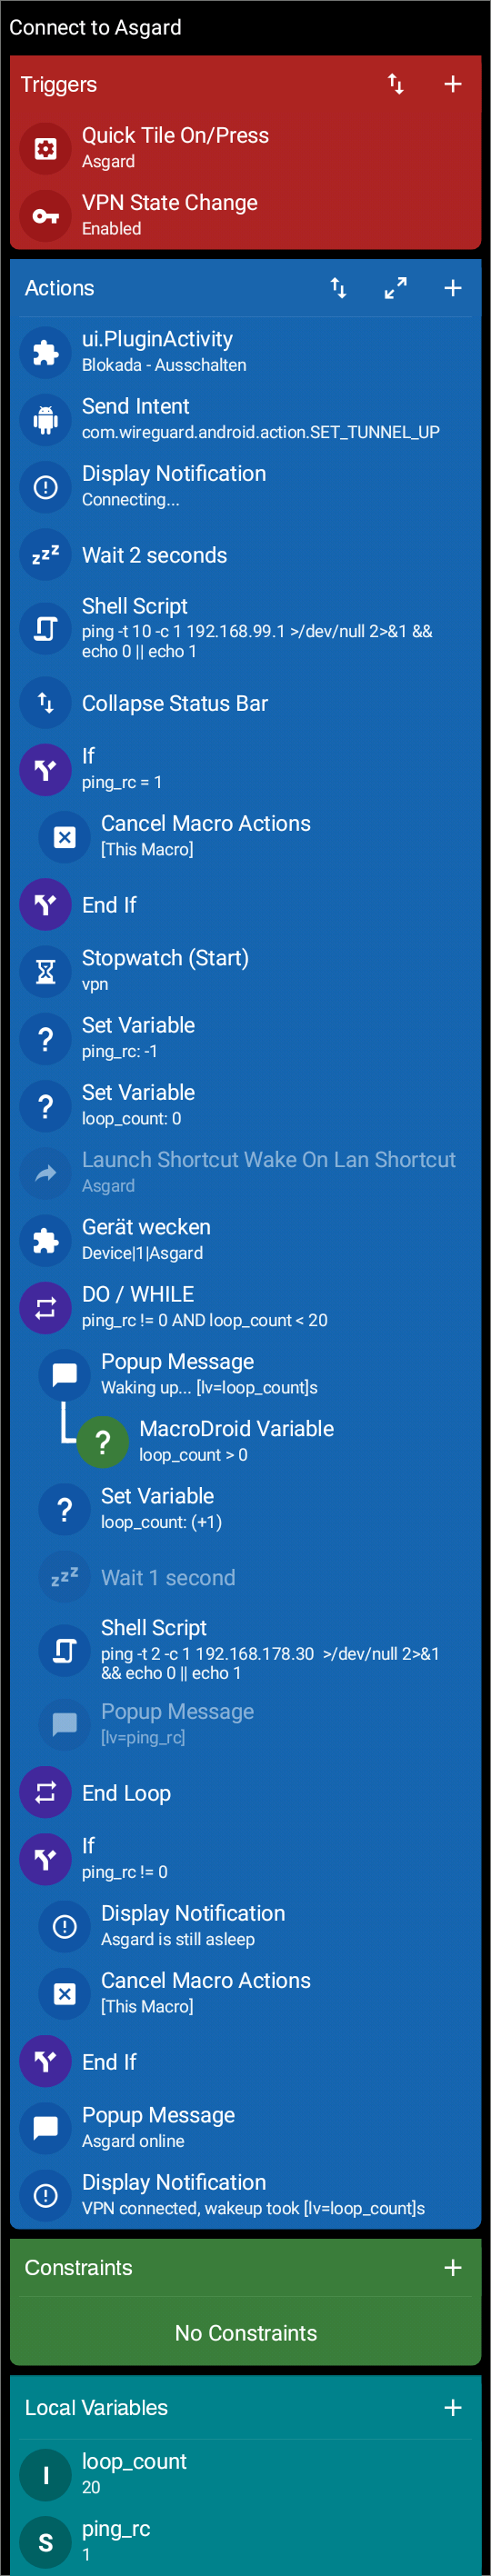 Connect to Asgard
Triggers
Quick Tile On/Press
Asgard
VPN State Change
Enabled
Actions
ui.PluginActivity
Blokada - Ausschalten
Send Intent
com.wireguard.android.action.SET_TUNNEL_UP
Display Notification
Connecting...
Wait 2 seconds
Shell Script
ping -t 10 -c 1 192.168.99.1 >/dev/null 2>&1 &&
echo 0 || echo 1
Collapse Status Bar
If
ping_rc = 1
Cancel Macro Actions
[This Macro]
End If
Stopwatch (Start)
vpn
Set Variable
ping_rc: -1
Set Variable
loop_count: 0
Launch Shortcut Wake On Lan Shortcut
Asgard
Gerät wecken
Device|1|Asgard
DO / WHILE
ping_rc != 0 AND loop_count < 20
Popup Message
Waking up... [lv=loop_count]s
MacroDroid Variable
loop_count > 0
Set Variable
loop_count: (+1)
Wait 1 second
Shell Script
ping -t 2 -c 1 192.168.178.30  >/dev/null 2>&1
&& echo 0 || echo 1
Popup Message
[lv=ping_rc]
End Loop
If
ping_rc != 0
Display Notification
Asgard is still asleep
Cancel Macro Actions
[This Macro]
End If
Popup Message
Asgard online
Display Notification
VPN connected, wakeup took [lv=loop_count]s
Constraints
No Constraints
Local Variables
I loop_count
20
S ping_rc
1